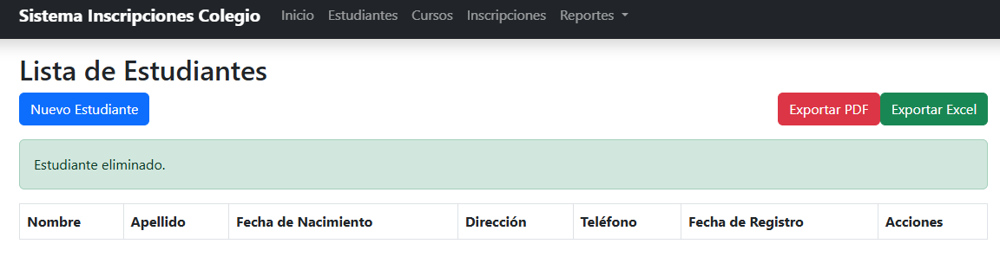 Sistema Inscripciones Colegio Inicio Estudiantes Cursos Inscripciones Reportes
Lista de Estudiantes
Nuevo Estudiante Exportar PDF Exportar Excel
Estudiante eliminado.
Nombre Apellido Fecha de Nacimiento Dirección Teléfono Fecha de Registro Acciones